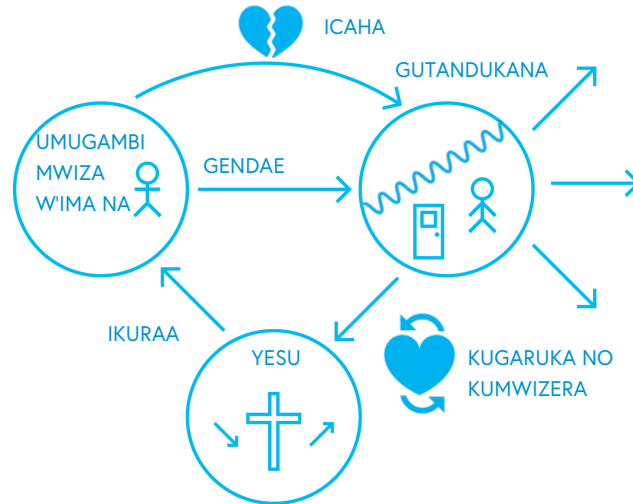 ICAHA
GUTANDUKANA
UMUGAMBI
MWIZA
W'IMA NA
GENDAE
IKURAA
YESU
KUGARUKA NO
KUMWIZERA